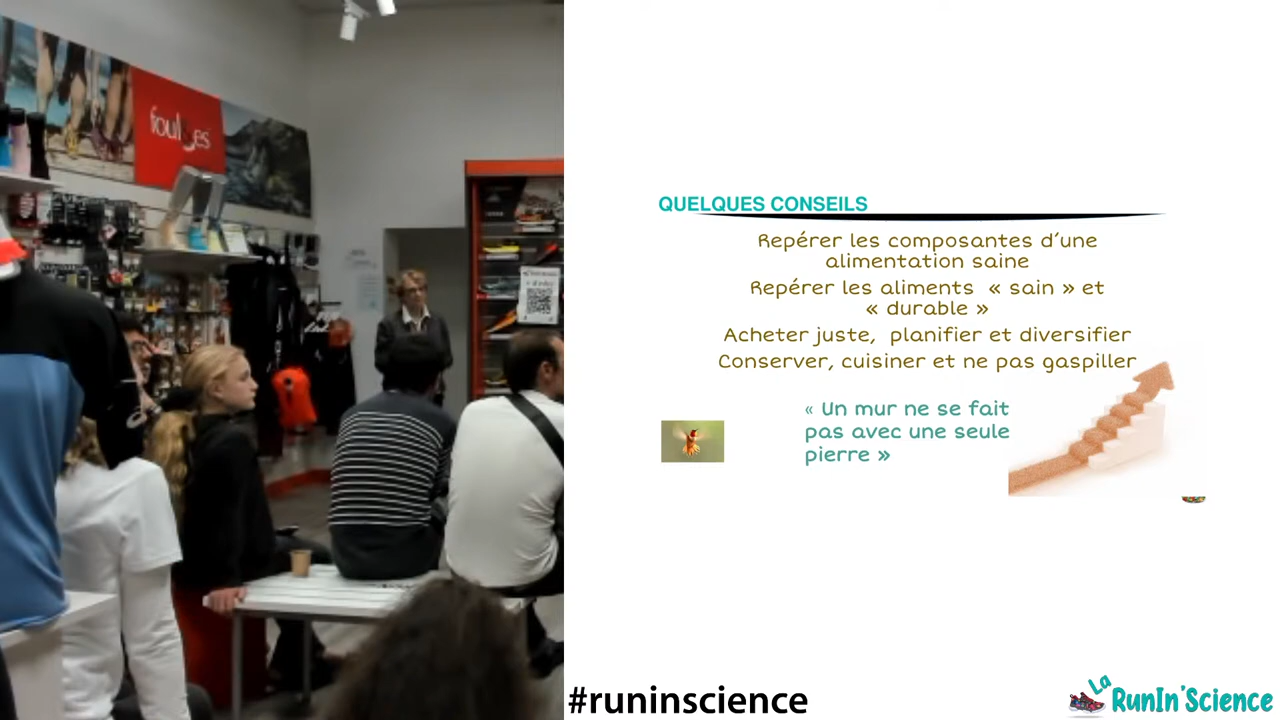 foulées
QUELQUES CONSEILS
Repérer les composantes d'une
alimentation saine
Repérer les aliments « sain » et
« durable »
Acheter juste, planifier et diversifier
Conserver, cuisiner et ne pas gaspiller
« Un mur ne se fait
pas avec une seule
pierre »
#runinscience
La
RunIn'Science